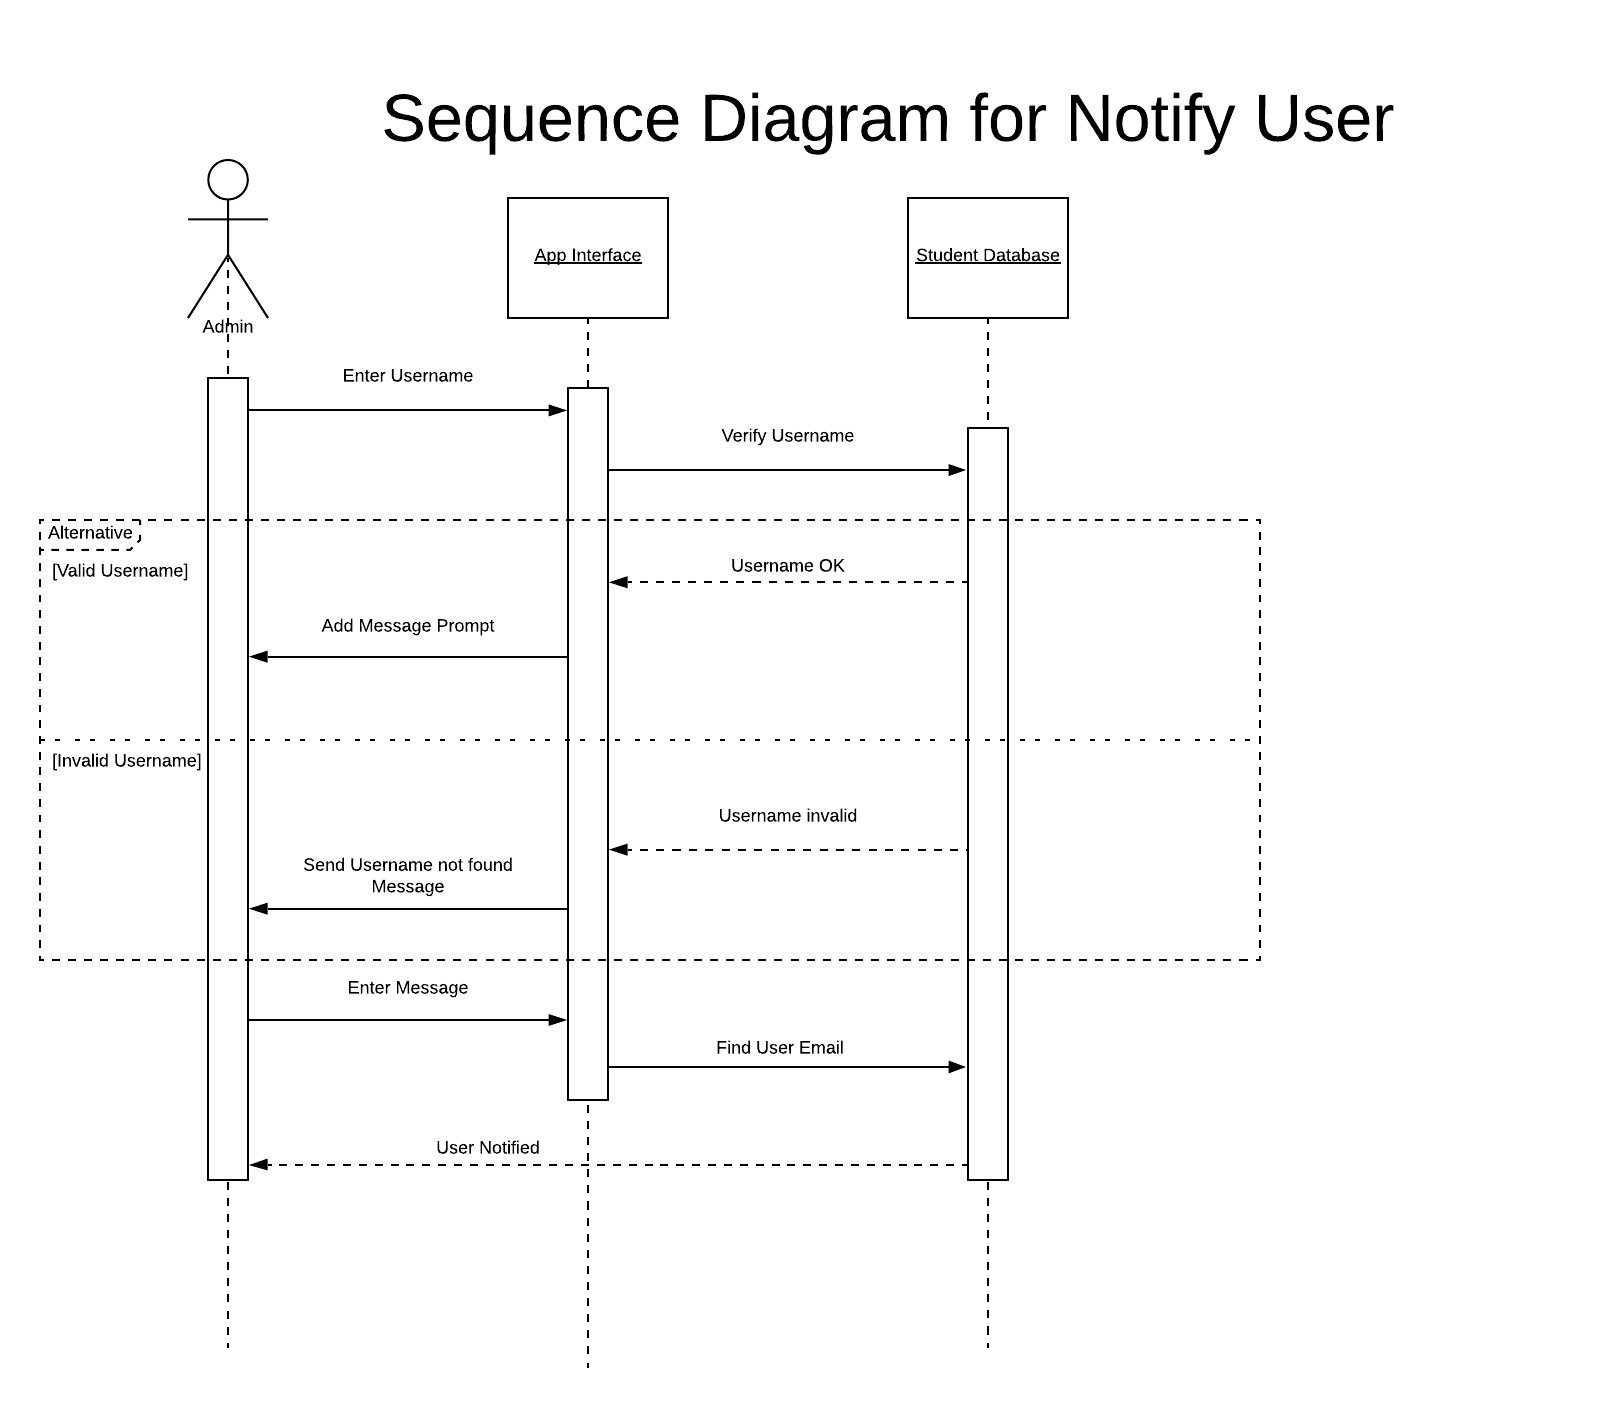 Sequence Diagram for Notify User
App Interface
Student Database
Admin
Enter Username
Verify Username
Alternative
[Valid Username]
Username OK
Add Message Prompt
[Invalid Username]
Username invalid
Send Username not found
Message
Enter Message
Find User Email
User Notified